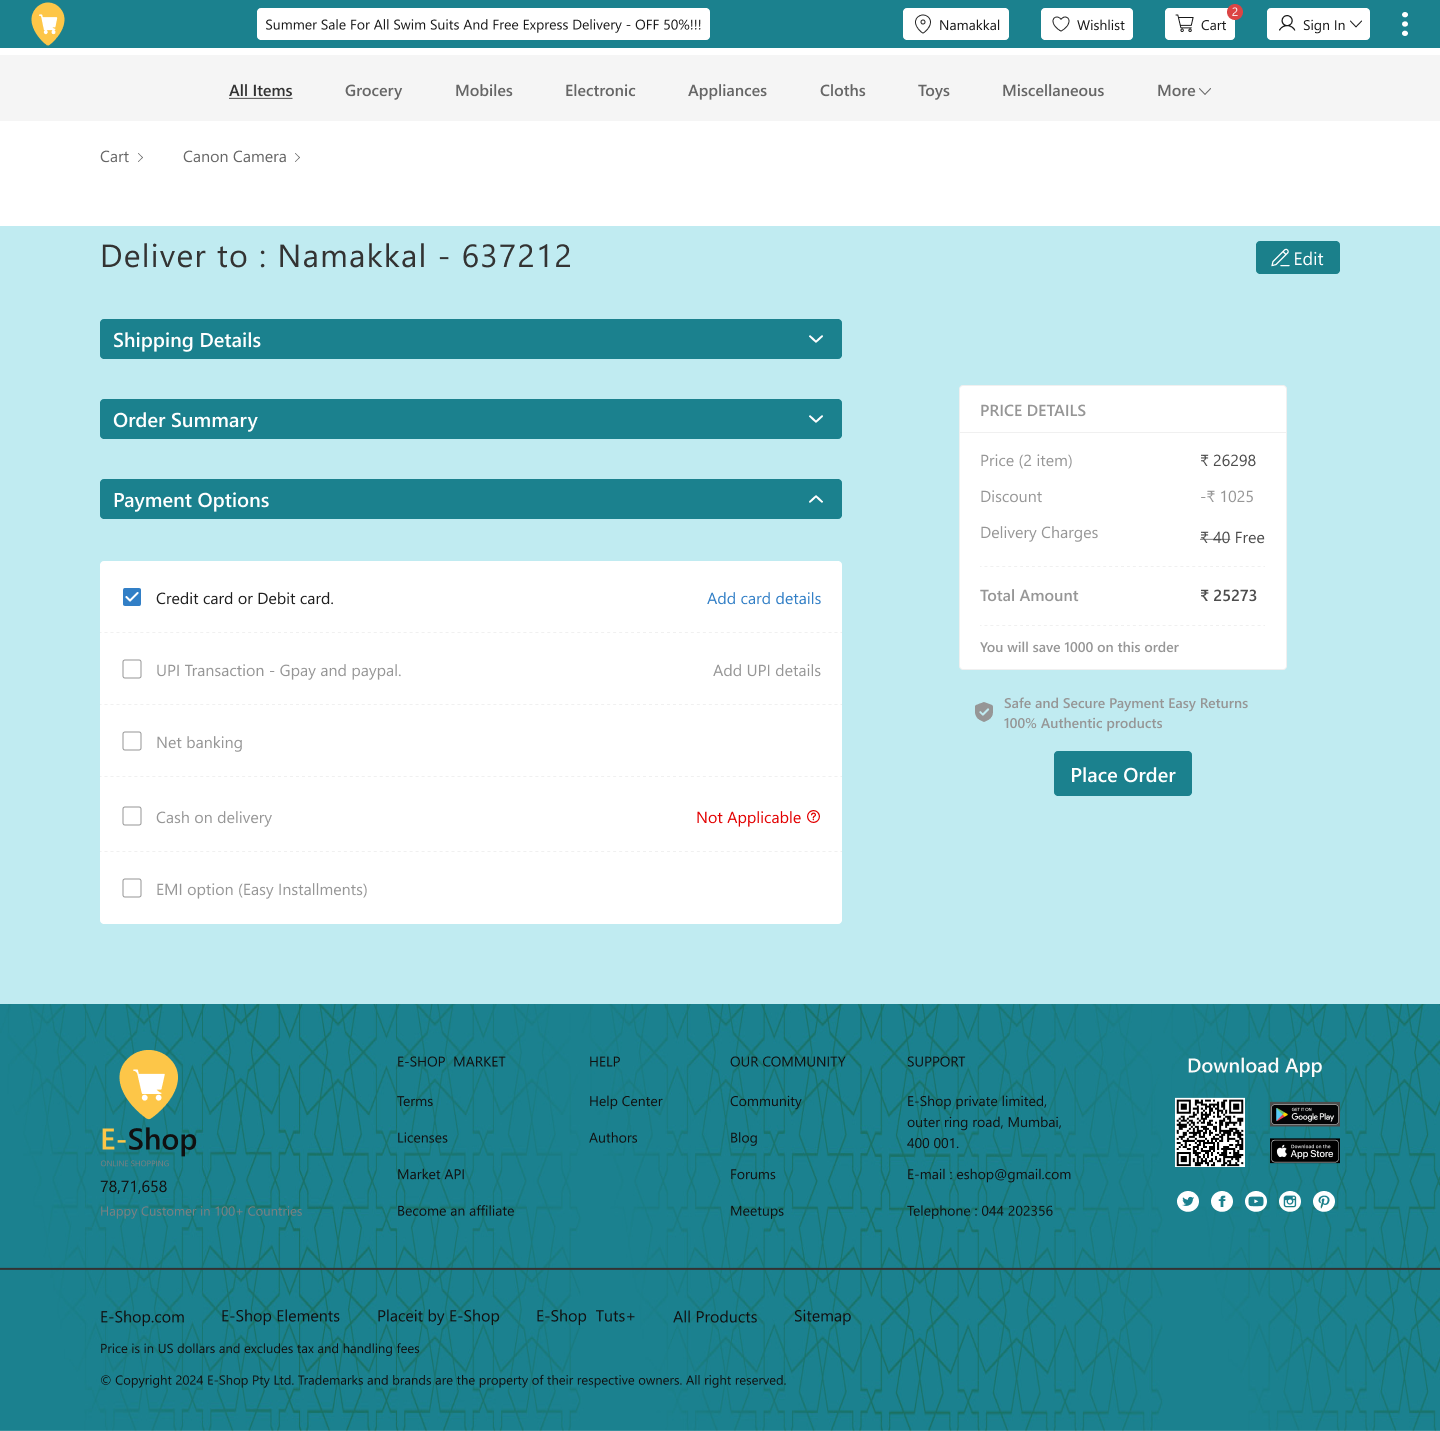 Summer Sale For All Swim Suits And Free Express Delivery - OFF 50%!!!
Namakkal
Wishlist
Cart
2
Sign In
All Items
Grocery
Mobiles
Electronic
Appliances
Cloths
Toys
Miscellaneous
More
Cart
Canon Camera
Deliver to : Namakkal - 637212
Edit
Shipping Details
Order Summary
Payment Options
Credit card or Debit card.
Add card details
UPI Transaction - Gpay and paypal.
Add UPI details
Net banking
Cash on delivery
Not Applicable
EMI option (Easy Installments)
PRICE DETAILS
Price (2 item)
₹ 26298
Discount
-₹ 1025
Delivery Charges
₹ 40 Free
Total Amount
₹ 25273
You will save 1000 on this order
Safe and Secure Payment Easy Returns
100% Authentic products
Place Order
E-Shop
ONLINE SHOPPING
78,71,658
Happy Customer in 100+ Countries
E-SHOP MARKET
Terms
Licenses
Market API
Become an affiliate
HELP
Help Center
Authors
OUR COMMUNITY
Community
Blog
Forums
Meetups
SUPPORT
E-Shop private limited,
outer ring road, Mumbai,
400 001.
E-mail : eshop@gmail.com
Telephone : 044 202356
Download App
GET IT ON
Google Play
Download on the
App Store
E-Shop.com
E-Shop Elements
Placeit by E-Shop
E-Shop Tuts+
All Products
Sitemap
Price is in US dollars and excludes tax and handling fees
© Copyright 2024 E-Shop Pty Ltd. Trademarks and brands are the property of their respective owners. All right reserved.